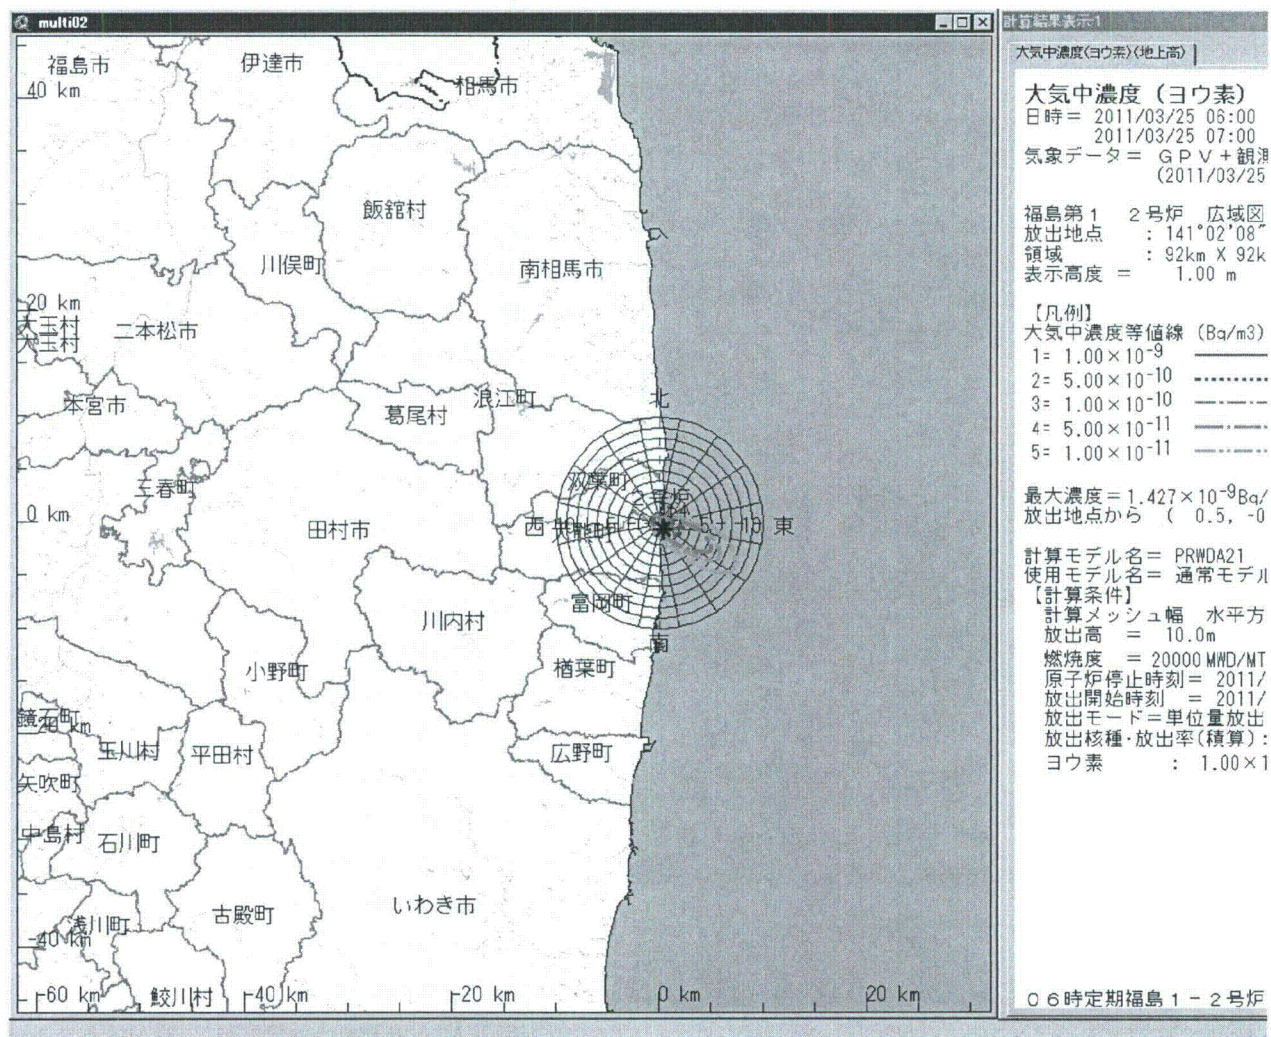 multi02
福島市
伊達市
相馬市
40 km
飯舘村
川俣町
南相馬市
20 km
大玉村
大玉村
二本松市
本宮市
葛尾村
浪江町
北
三春町
双葉町
2号炉
0 km
田村市
西
-10
-5
5
10
東
大熊町
富岡町
川内村
南
小野町
楢葉町
鏡石町
-20 km
玉川村
平田村
広野町
矢吹町
中島村
石川町
いわき市
古殿町
浅川町
-40 km
鮫川村
-60 km
-40 km
-20 km
0 km
20 km
計算結果表示:1
大気中濃度(ヨウ素)(地上高)
大気中濃度(ヨウ素)
日時= 2011/03/25 06:00
2011/03/25 07:00
気象データ= GPV+観測
(2011/03/25
福島第1 2号炉 広域図
放出地点 : 141°02'08"
領域 : 92km X 92k
表示高度 = 1.00 m
【凡例】
大気中濃度等値線 (Bq/m3)
1= 1.00×10-9
2= 5.00×10-10
3= 1.00×10-10
4= 5.00×10-11
5= 1.00×10-11
最大濃度=1.427×10-9Bq/
放出地点から ( 0.5, -0
計算モデル名= PRWDA21
使用モデル名= 通常モデル
【計算条件】
計算メッシュ幅 水平方
放出高 = 10.0m
燃焼度 = 20000MWD/MT
原子炉停止時刻= 2011/
放出開始時刻 = 2011/
放出モード=単位量放出
放出核種・放出率(積算):
ヨウ素 : 1.00×1
06時定期福島1-2号炉